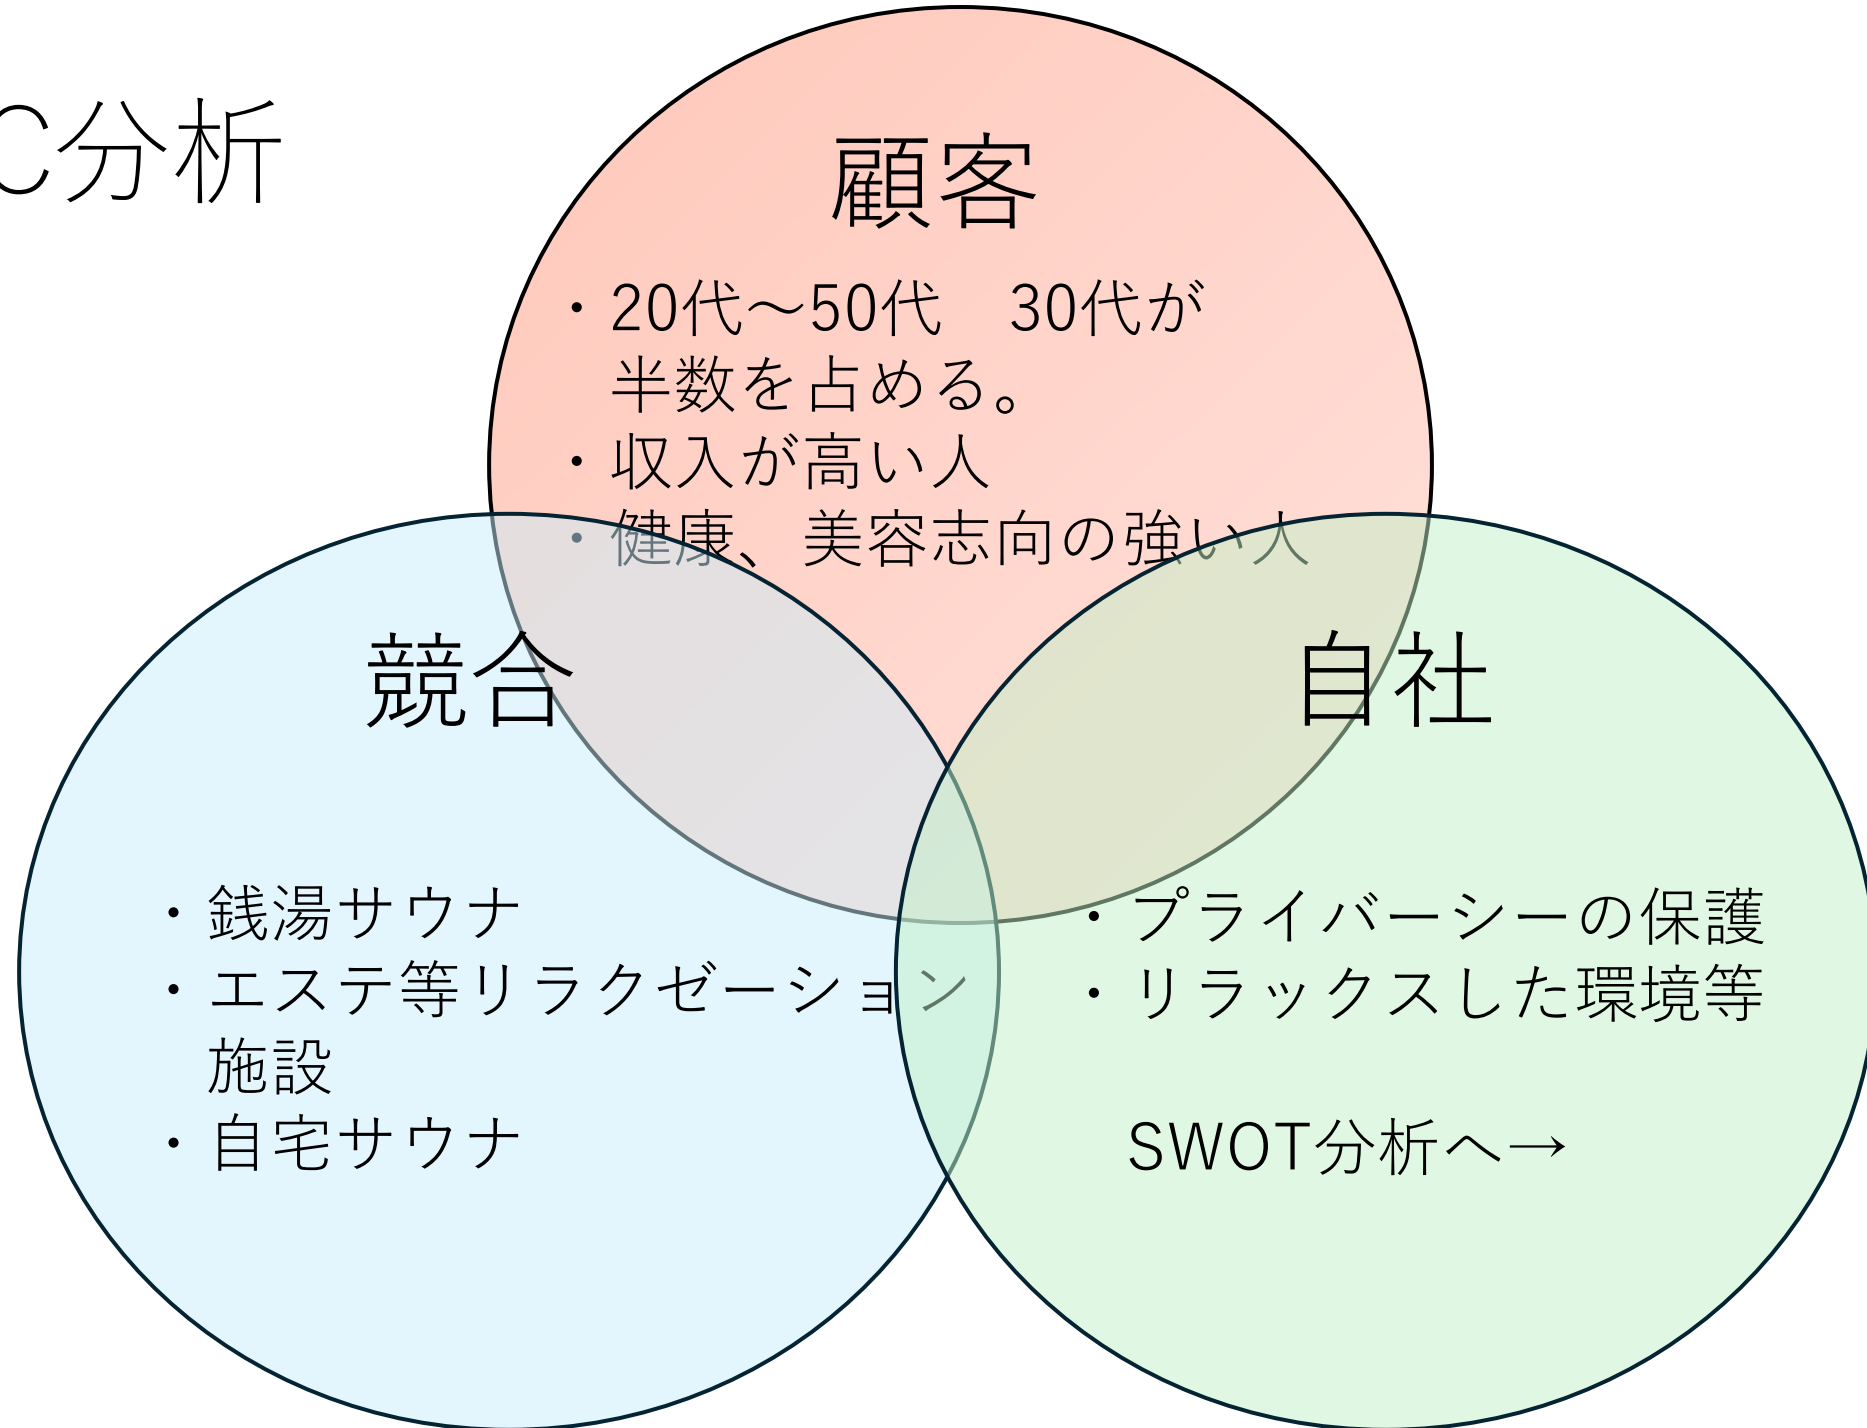 C分析
顧客
・20代～50代　30代が
半数を占める。
・収入が高い人
・健康、美容志向の強い人
競合
・銭湯サウナ
・エステ等リラクゼーション
施設
・自宅サウナ
自社
・プライバーシーの保護
・リラックスした環境等
SWOT分析へ→